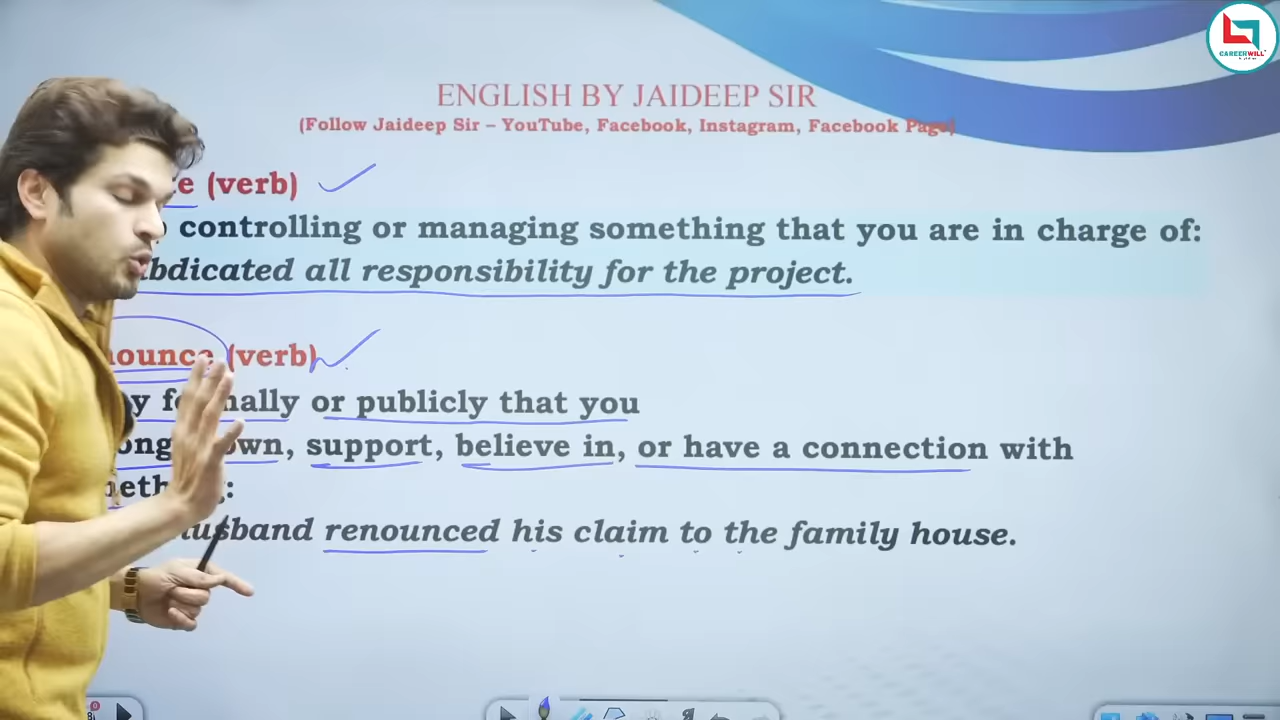 CAREERWILL
ENGLISH BY JAIDEEP SIR
(Follow Jaideep Sir – YouTube, Facebook, Instagram, Facebook Page)
(verb)
controlling or managing something that you are in charge of:
all responsibility for the project.
(verb)
or publicly that you
own, support, believe in, or have a connection with
renounced his claim to the family house.